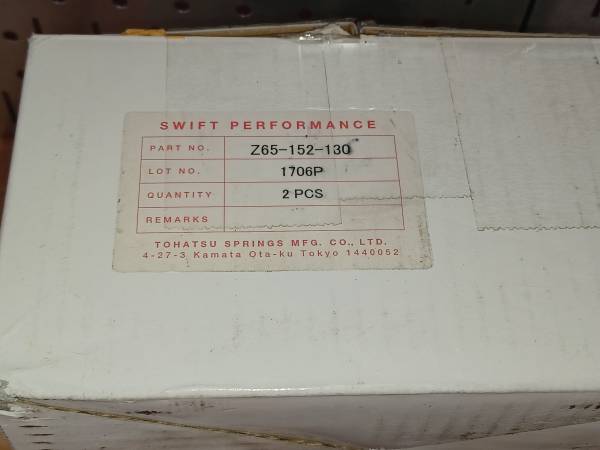 SWIFT PERFORMANCE
PART NO. Z65-152-130
LOT NO. 1706P
QUANTITY 2 PCS
REMARKS
TOHATSU SPRINGS MFG. CO., LTD.
4-27-3 Kamata Ota-ku Tokyo 1440052